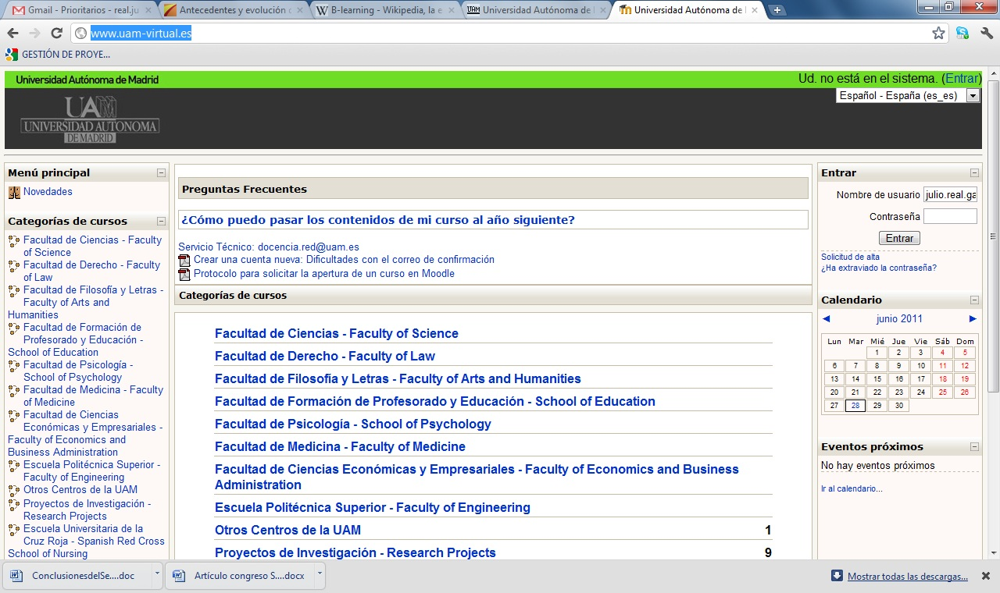 Gmail - Prioritarios - real.ju
Antecedentes y evolución
B-learning - Wikipedia, la e
Universidad Autónoma de
Universidad Autónoma de
www.uam-virtual.es
GESTIÓN DE PROYE...
Universidad Autónoma de Madrid
Ud. no está en el sistema. (Entrar)
Español - España (es_es)
UAM
UNIVERSIDAD AUTONOMA
DE MADRID
Menú principal
Novedades
Categorías de cursos
Facultad de Ciencias - Faculty
of Science
Facultad de Derecho - Faculty
of Law
Facultad de Filosofía y Letras -
Faculty of Arts and
Humanities
Facultad de Formación de
Profesorado y Educación -
School of Education
Facultad de Psicología -
School of Psychology
Facultad de Medicina - Faculty
of Medicine
Facultad de Ciencias
Económicas y Empresariales -
Faculty of Economics and
Business Administration
Escuela Politécnica Superior -
Faculty of Engineering
Otros Centros de la UAM
Proyectos de Investigación -
Research Projects
Escuela Universitaria de la
Cruz Roja - Spanish Red Cross
School of Nursing
Preguntas Frecuentes
¿Cómo puedo pasar los contenidos de mi curso al año siguiente?
Servicio Técnico: docencia.red@uam.es
Crear una cuenta nueva: Dificultades con el correo de confirmación
Protocolo para solicitar la apertura de un curso en Moodle
Categorías de cursos
Facultad de Ciencias - Faculty of Science
Facultad de Derecho - Faculty of Law
Facultad de Filosofía y Letras - Faculty of Arts and Humanities
Facultad de Formación de Profesorado y Educación - School of Education
Facultad de Psicología - School of Psychology
Facultad de Medicina - Faculty of Medicine
Facultad de Ciencias Económicas y Empresariales - Faculty of Economics and Business
Administration
Escuela Politécnica Superior - Faculty of Engineering
Otros Centros de la UAM 1
Proyectos de Investigación - Research Projects 9
Entrar
Nombre de usuario julio.real.ga
Contraseña
Entrar
Solicitud de alta
¿Ha extraviado la contraseña?
Calendario
◄ junio 2011 ►
Lun Mar Mié Jue Vie Sáb Dom
1 2 3 4 5
6 7 8 9 10 11 12
13 14 15 16 17 18 19
20 21 22 23 24 25 26
27 28 29 30
Eventos próximos
No hay eventos próximos
Ir al calendario...
ConclusionesdelSe....doc
Artículo congreso S....docx
Mostrar todas las descargas...